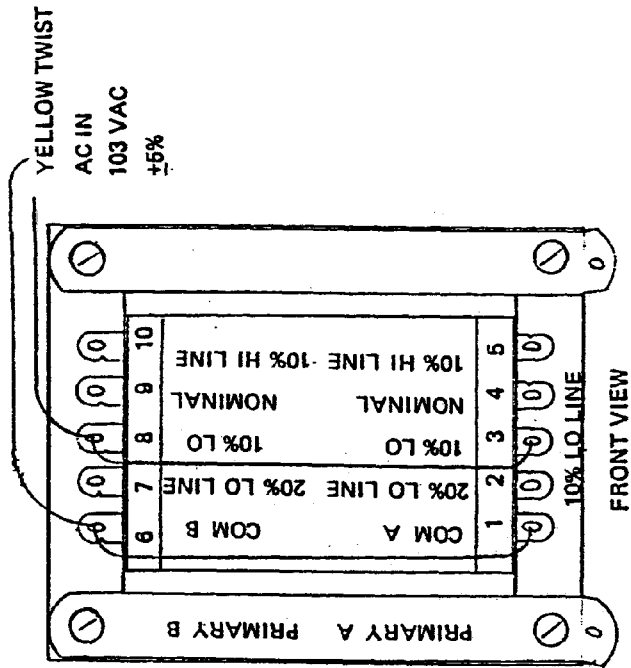 YELLOW TWIST
AC IN
103 VAC
±5%
10 10% HI LINE 10% HI LINE 5
9 NOMINAL NOMINAL 4
8 10% LO 10% LO 3
7 20% LO LINE 20% LO LINE 2
6 COM B COM A 1
PRIMARY B PRIMARY A
10% LO LINE
FRONT VIEW